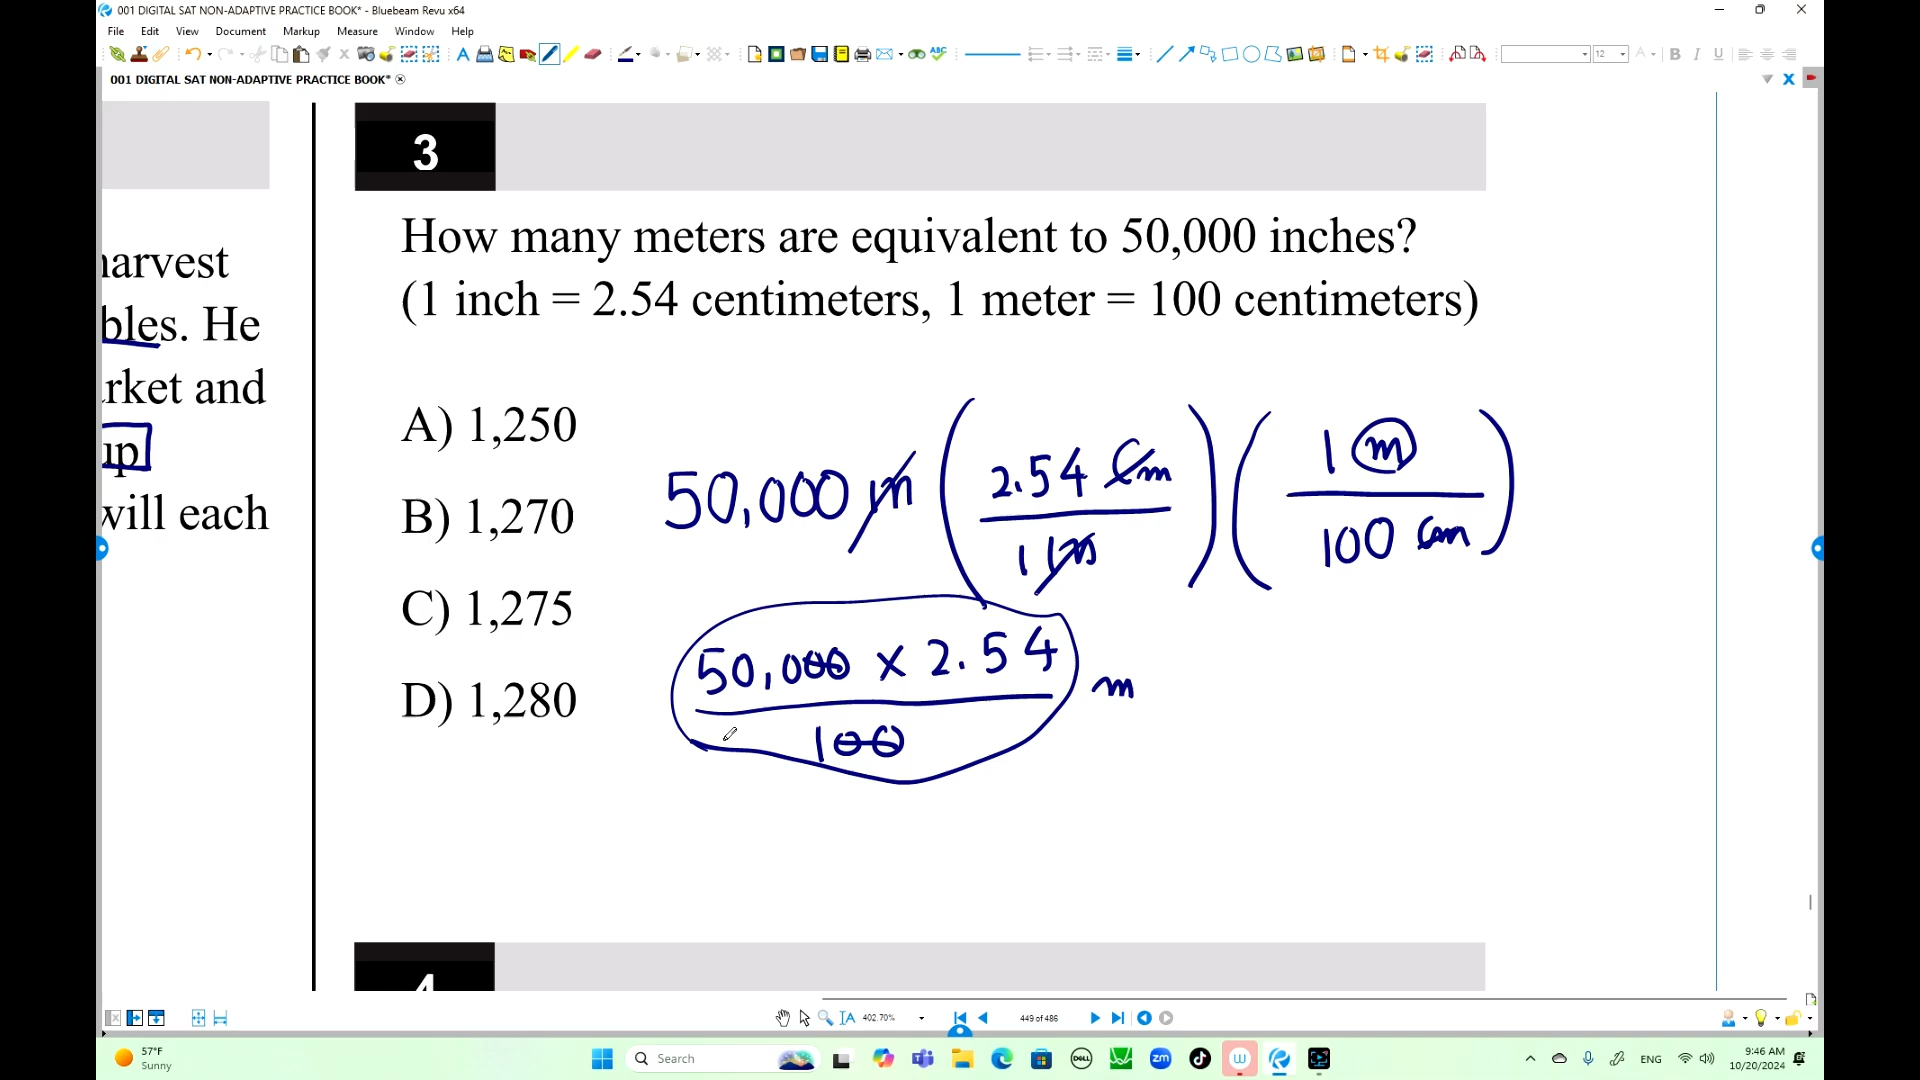 001 DIGITAL SAT NON-ADAPTIVE PRACTICE BOOK* - Bluebeam Revu x64
File Edit View Document Markup Measure Window Help
12
001 DIGITAL SAT NON-ADAPTIVE PRACTICE BOOK*
harvest
bles. He
rket and
up
will each
3
How many meters are equivalent to 50,000 inches?
(1 inch = 2.54 centimeters, 1 meter = 100 centimeters)
A) 1,250
B) 1,270
C) 1,275
D) 1,280
50,000 in (2.54 cm / 1 in) (1 m / 100 cm)
50,000 x 2.54
100
m
4
402.70%
449 of 486
57°F
Sunny
Search
DELL
zm
ENG
9:46 AM
10/20/2024